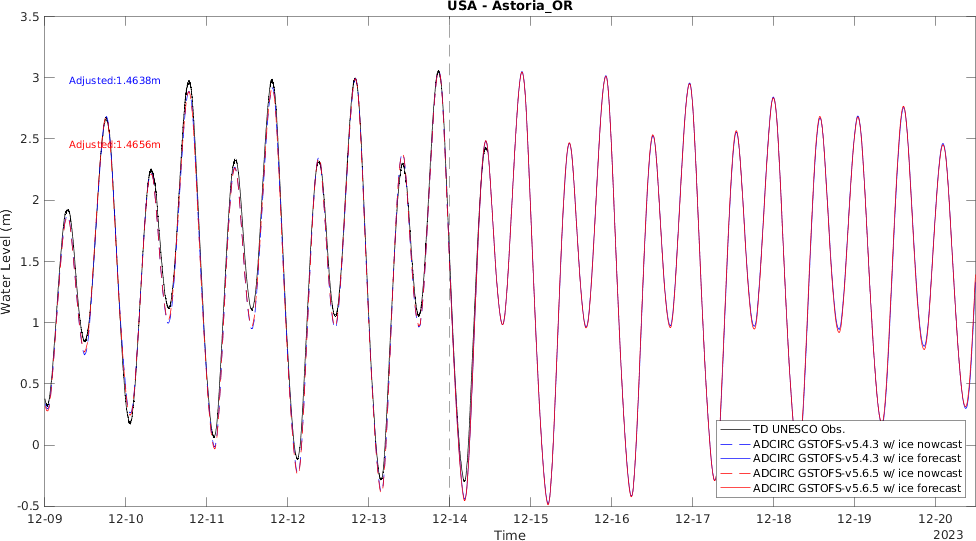 USA - Astoria_OR
3.5
3
2.5
2
1.5
1
0.5
0
-0.5
Water Level (m)
Adjusted:1.4638m
Adjusted:1.4656m
TD UNESCO Obs.
ADCIRC GSTOFS-v5.4.3 w/ ice nowcast
ADCIRC GSTOFS-v5.4.3 w/ ice forecast
ADCIRC GSTOFS-v5.6.5 w/ ice nowcast
ADCIRC GSTOFS-v5.6.5 w/ ice forecast
12-09 12-10 12-11 12-12 12-13 12-14 12-15 12-16 12-17 12-18 12-19 12-20
Time
2023